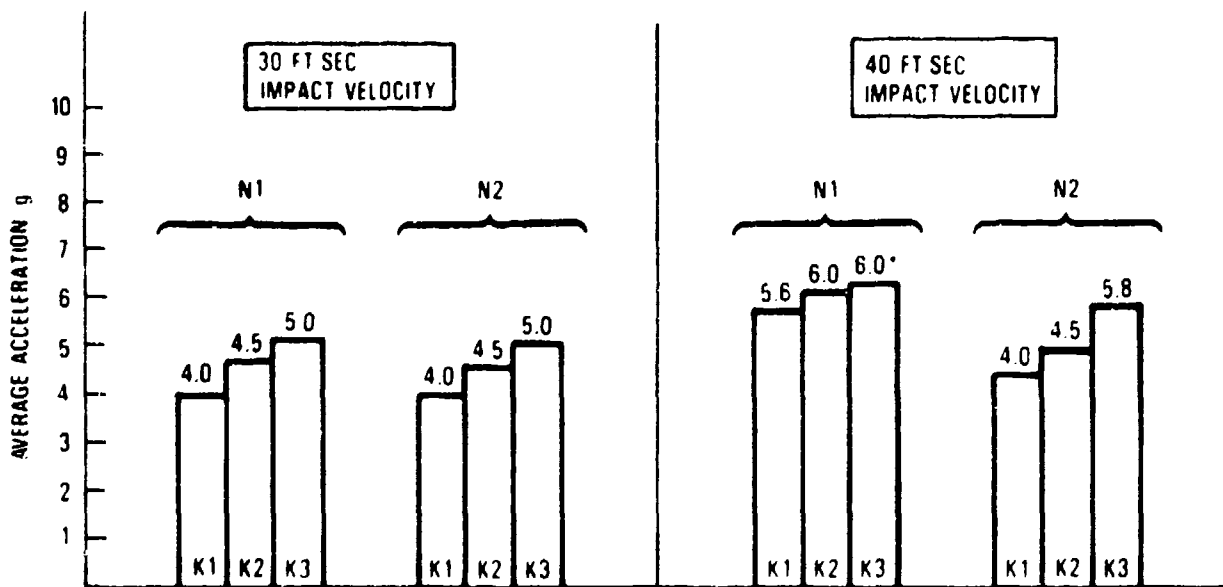 30 FT SEC
IMPACT VELOCITY
40 FT SEC
IMPACT VELOCITY
AVERAGE ACCELERATION g
10
9
8
7
6
5
4
3
2
1
N1
N2
N1
N2
4.0
4.5
5.0
4.0
4.5
5.0
5.6
6.0
6.0*
4.0
4.5
5.8
K1 K2 K3
K1 K2 K3
K1 K2 K3
K1 K2 K3